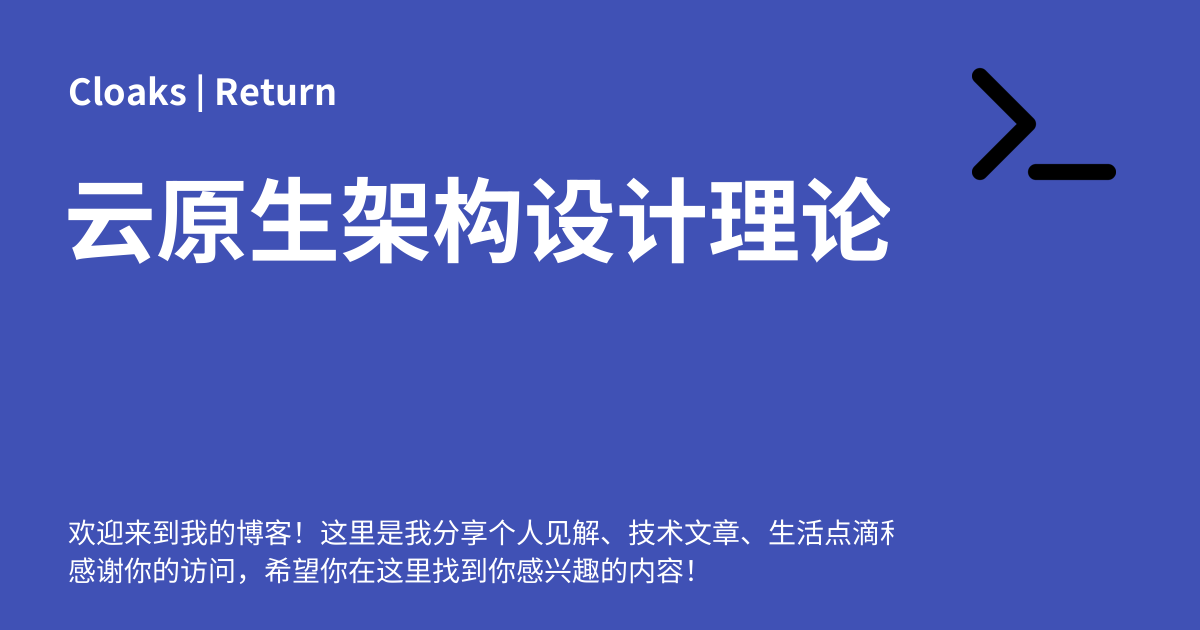 Cloaks | Return
云原生架构设计理论
欢迎来到我的博客！这里是我分享个人见解、技术文章、生活点滴
感谢你的访问，希望你在这里找到你感兴趣的内容！